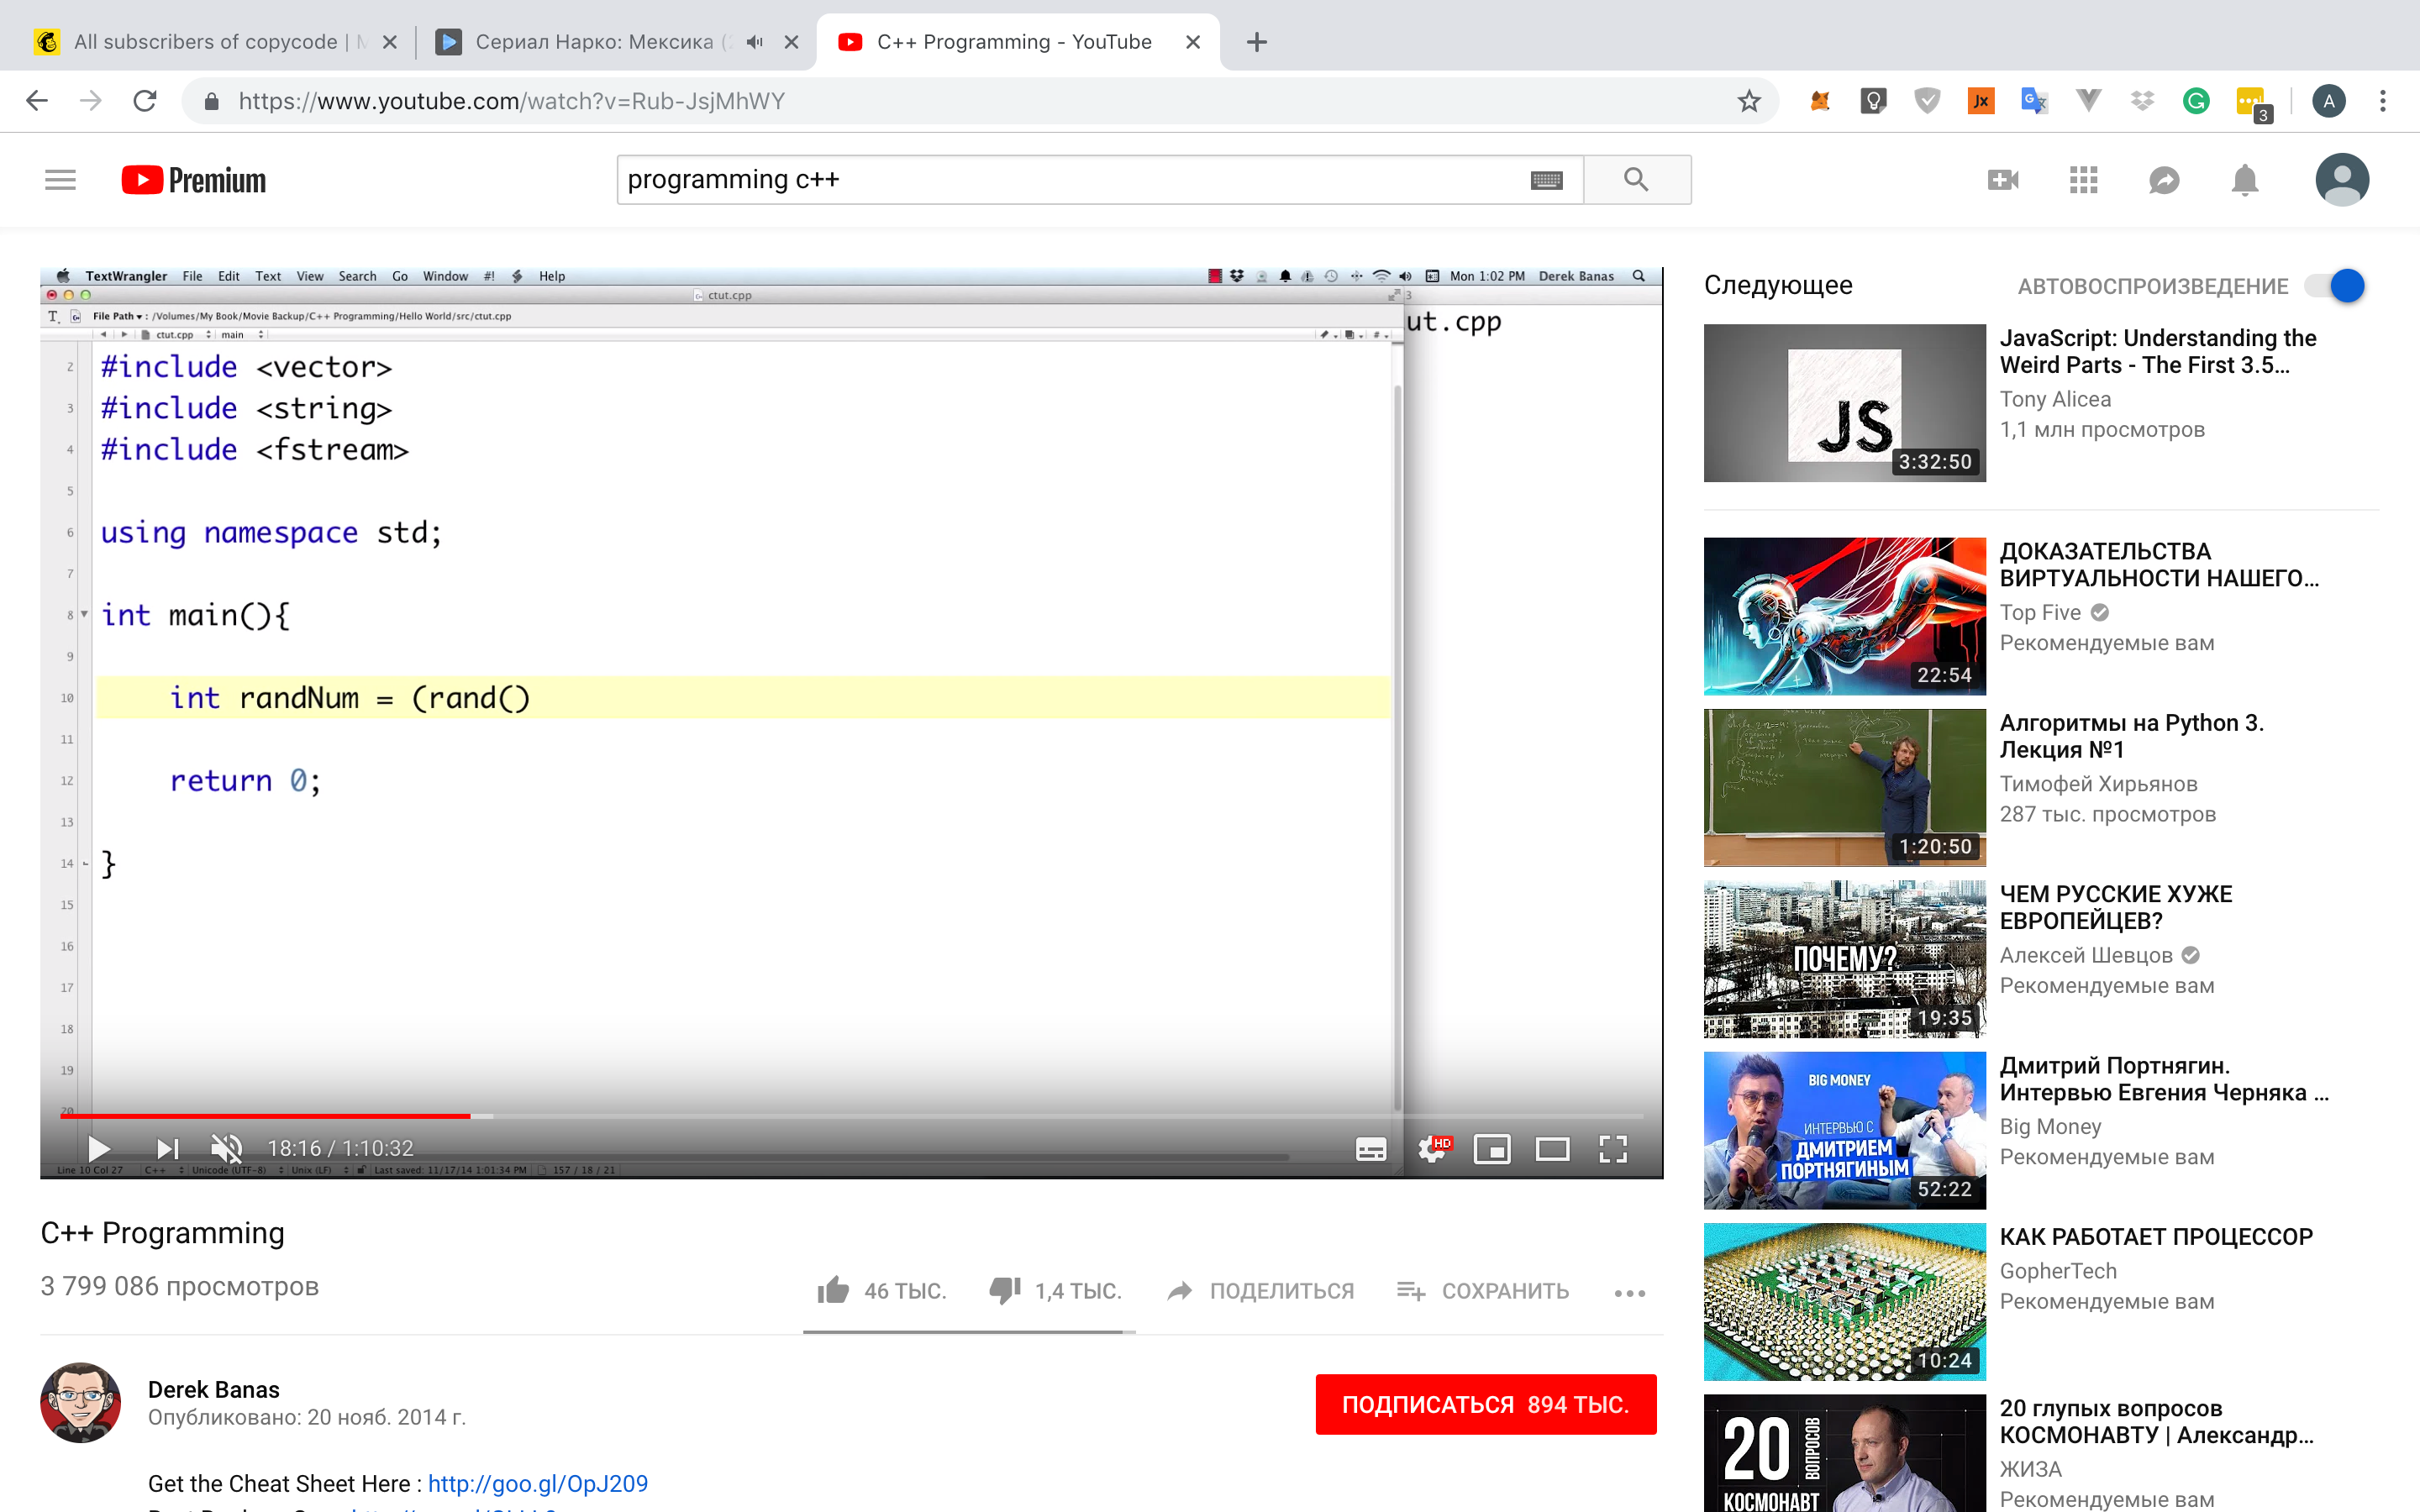 All subscribers of copycode | M
Сериал Нарко: Мексика (
C++ Programming - YouTube
https://www.youtube.com/watch?v=Rub-JsjMhWY
Jx
G
3
A
Premium
programming c++
TextWrangler File Edit Text View Search Go Window #! Help
Mon 1:02 PM Derek Banas
ctut.cpp
3
File Path ▾ : /Volumes/My Book/Movie Backup/C++ Programming/Hello World/src/ctut.cpp
ut.cpp
ctut.cpp main
2 #include <vector>
3 #include <string>
4 #include <fstream>
5
6 using namespace std;
7
8 int main(){
9
10 int randNum = (rand()
11
12 return 0;
13
14 }
15
16
17
18
19
20
18:16 / 1:10:32
HD
Line 10 Col 27 C++ Unicode (UTF-8) Unix (LF) Last saved: 11/17/14 1:01:34 PM 157 / 18 / 21
C++ Programming
3 799 086 просмотров
46 ТЫС.
1,4 ТЫС.
ПОДЕЛИТЬСЯ
СОХРАНИТЬ
Derek Banas
Опубликовано: 20 нояб. 2014 г.
ПОДПИСАТЬСЯ 894 ТЫС.
Get the Cheat Sheet Here : http://goo.gl/OpJ209
Следующее
АВТОВОСПРОИЗВЕДЕНИЕ
JS
3:32:50
JavaScript: Understanding the
Weird Parts - The First 3.5...
Tony Alicea
1,1 млн просмотров
22:54
ДОКАЗАТЕЛЬСТВА
ВИРТУАЛЬНОСТИ НАШЕГО...
Top Five
Рекомендуемые вам
1:20:50
Алгоритмы на Python 3.
Лекция №1
Тимофей Хирьянов
287 тыс. просмотров
ПОЧЕМУ?
19:35
ЧЕМ РУССКИЕ ХУЖЕ
ЕВРОПЕЙЦЕВ?
Алексей Шевцов
Рекомендуемые вам
BIG MONEY
ИНТЕРВЬЮ С
ДМИТРИЕМ
ПОРТНЯГИНЫМ
52:22
Дмитрий Портнягин.
Интервью Евгения Черняка ...
Big Money
Рекомендуемые вам
10:24
КАК РАБОТАЕТ ПРОЦЕССОР
GopherTech
Рекомендуемые вам
20
ВОПРОСОВ
КОСМОНАВТ
20 глупых вопросов
КОСМОНАВТУ | Александр...
ЖИЗА
Рекомендуемые вам